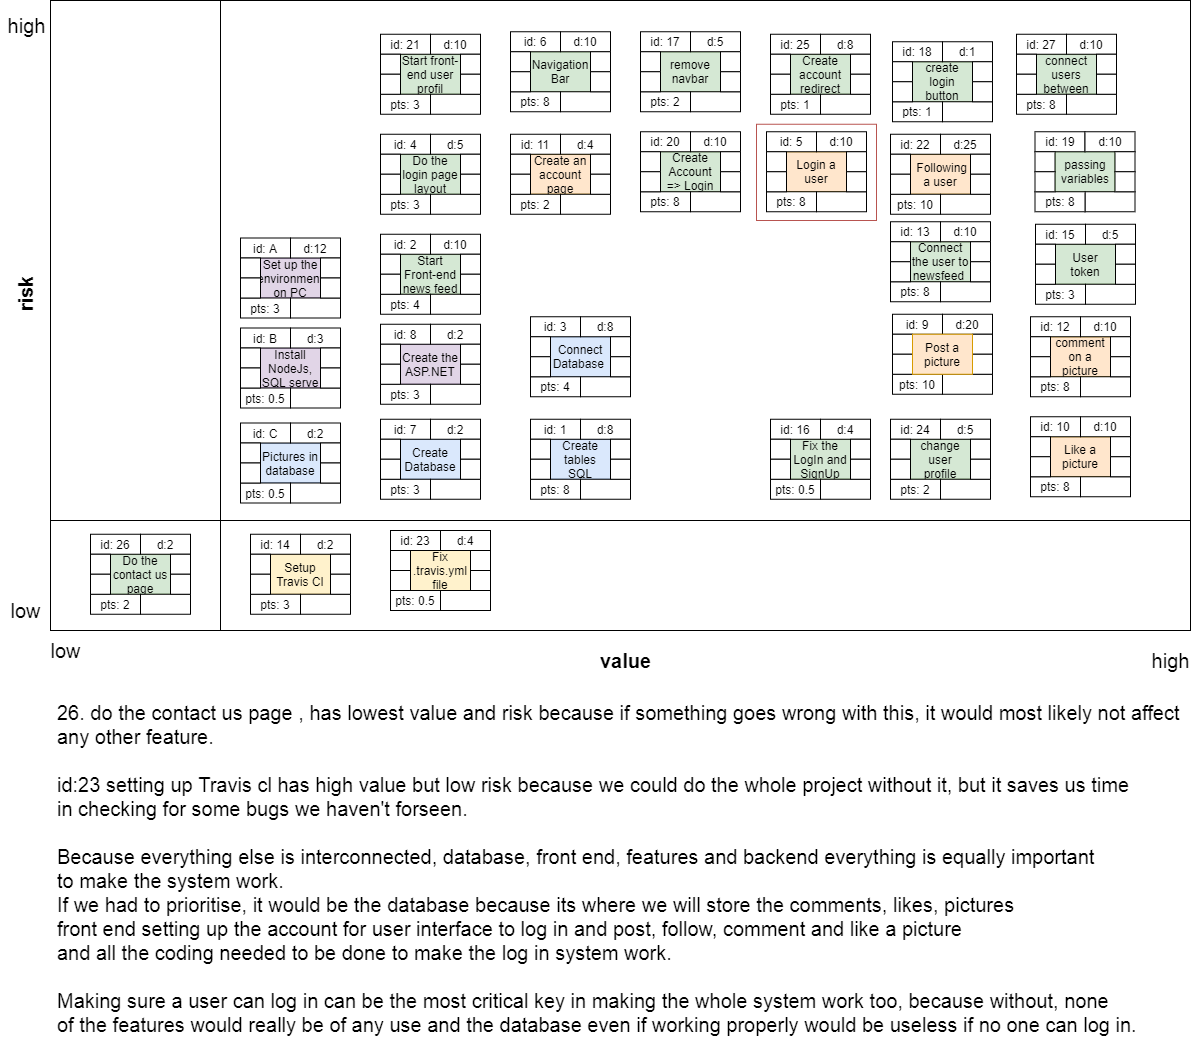 high
id: 21 d:10
Start front-
end user
profil
pts: 3
id: 6 d:10
Navigation
Bar
pts: 8
id: 17 d:5
remove
navbar
pts: 2
id: 25 d:8
Create
account
redirect
pts: 1
id: 18 d:1
create
login
button
pts: 1
id: 27 d:10
connect
users
between
pts: 8
id: 4 d:5
Do the
login page
layout
pts: 3
id: 11 d:4
Create an
account
page
pts: 2
id: 20 d:10
Create
Account
=> Login
pts: 8
id: 5 d:10
Login a
user
pts: 8
id: 22 d:25
Following
a user
pts: 10
id: 19 d:10
passing
variables
pts: 8
id: A d:12
Set up the
environmen
on PC
pts: 3
id: 2 d:10
Start
Front-end
news feed
pts: 4
id: 13 d:10
Connect
the user to
newsfeed
pts: 8
id: 15 d:5
User
token
pts: 3
risk
id: B d:3
Install
NodeJs,
SQL serve
pts: 0.5
id: 8 d:2
Create the
ASP.NET
pts: 3
id: 3 d:8
Connect
Database
pts: 4
id: 9 d:20
Post a
picture
pts: 10
id: 12 d:10
comment
on a
picture
pts: 8
id: C d:2
Pictures in
database
pts: 0.5
id: 7 d:2
Create
Database
pts: 3
id: 1 d:8
Create
tables
SQL
pts: 8
id: 16 d:4
Fix the
LogIn and
SignUp
pts: 0.5
id: 24 d:5
change
user
profile
pts: 2
id: 10 d:10
Like a
picture
pts: 8
id: 26 d:2
Do the
contact us
page
pts: 2
id: 14 d:2
Setup
Travis CI
pts: 3
id: 23 d:4
Fix
.travis.yml
file
pts: 0.5
low
low
value
high
26. do the contact us page , has lowest value and risk because if something goes wrong with this, it would most likely not affect
any other feature.
id:23 setting up Travis cl has high value but low risk because we could do the whole project without it, but it saves us time
in checking for some bugs we haven't forseen.
Because everything else is interconnected, database, front end, features and backend everything is equally important
to make the system work.
If we had to prioritise, it would be the database because its where we will store the comments, likes, pictures
front end setting up the account for user interface to log in and post, follow, comment and like a picture
and all the coding needed to be done to make the log in system work.
Making sure a user can log in can be the most critical key in making the whole system work too, because without, none
of the features would really be of any use and the database even if working properly would be useless if no one can log in.